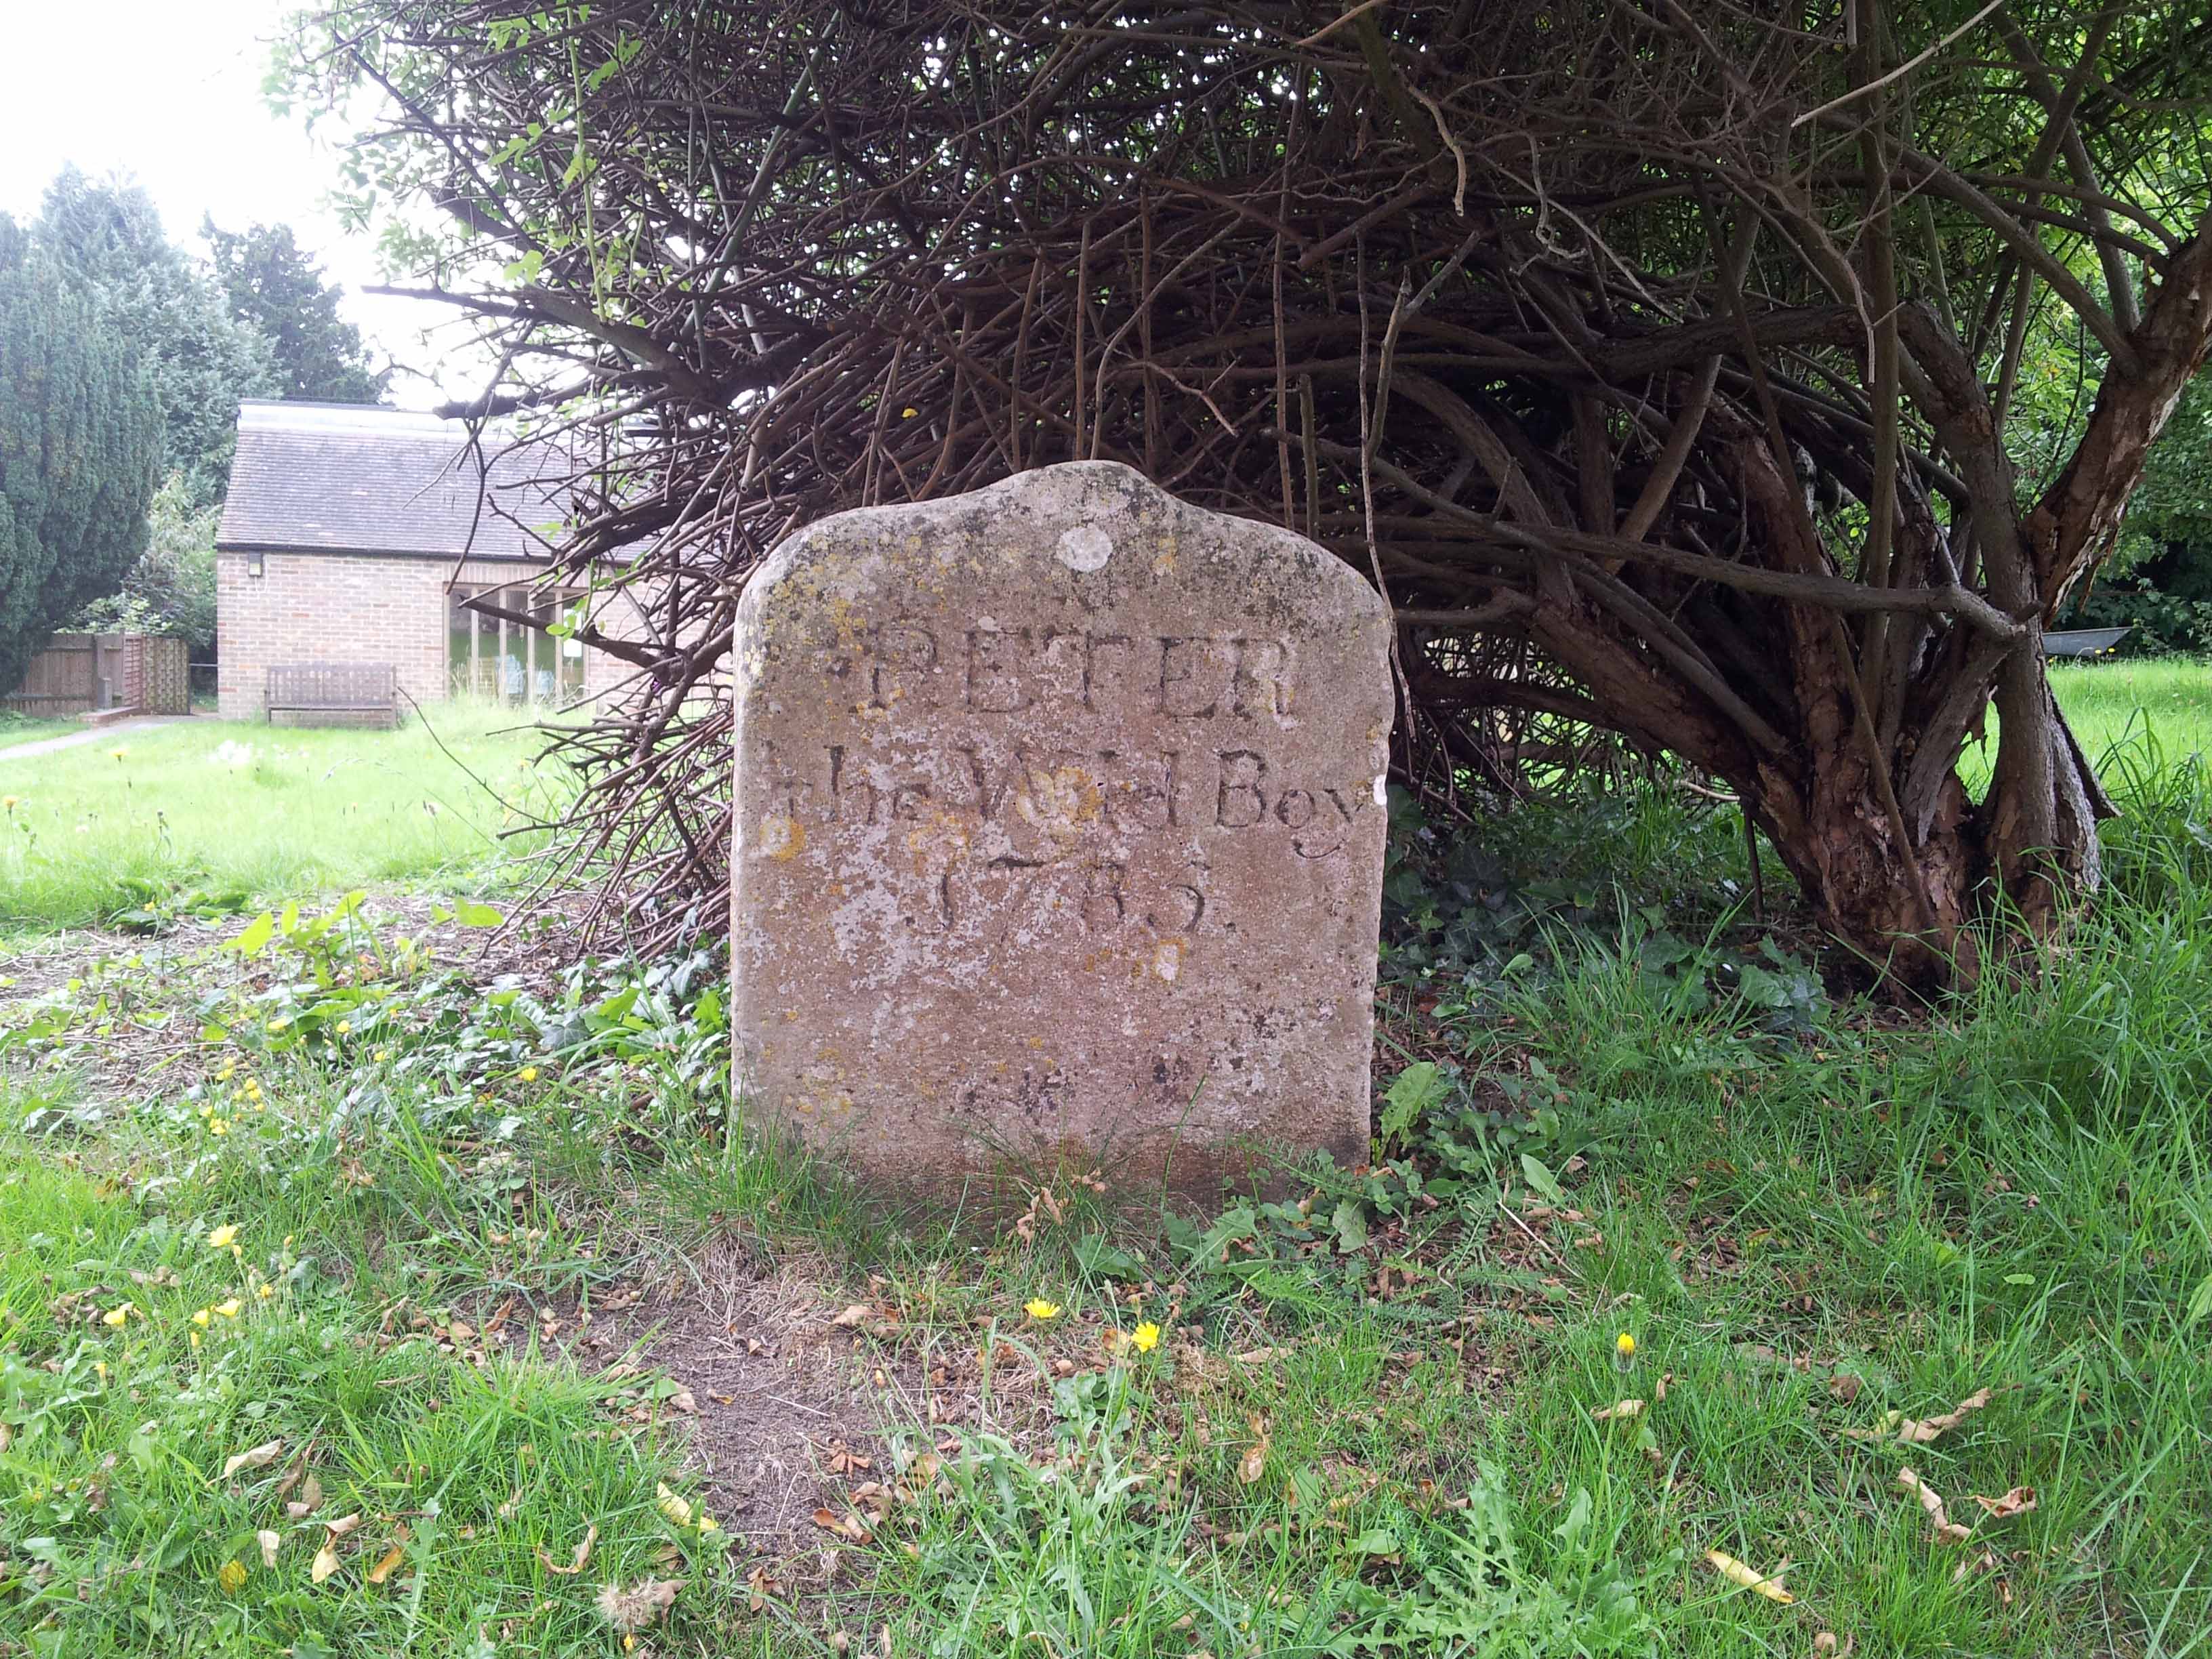 PETER
the Wild Boy
1785